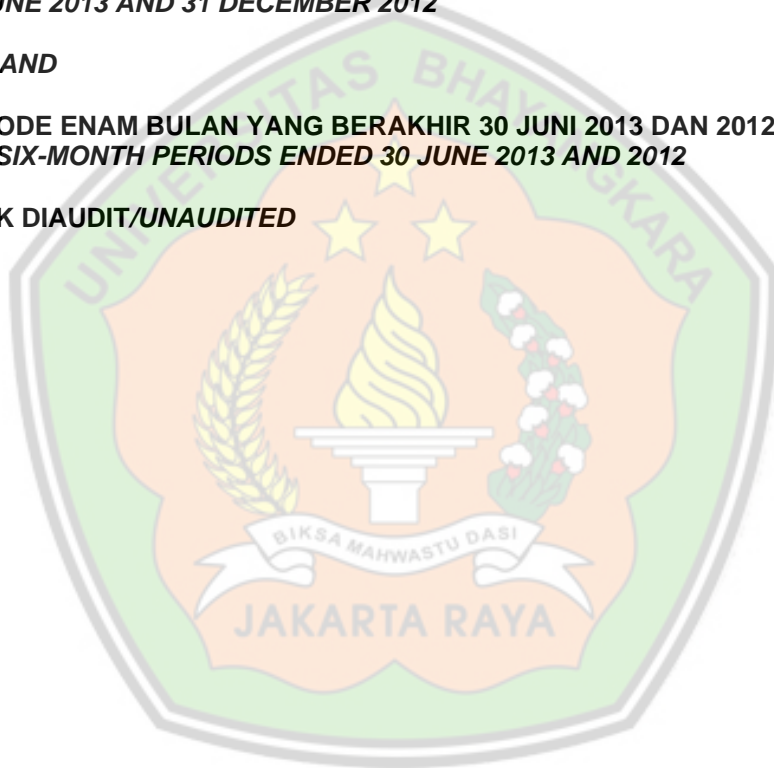 UNE 2013 AND 31 DECEMBER 2012
AND
ODE ENAM BULAN YANG BERAKHIR 30 JUNI 2013 DAN 2012
SIX-MONTH PERIODS ENDED 30 JUNE 2013 AND 2012
K DIAUDIT/UNAUDITED
UNIVERSITAS BHAYANGKARA
BIKSA MAHWASTU DASI
JAKARTA RAYA